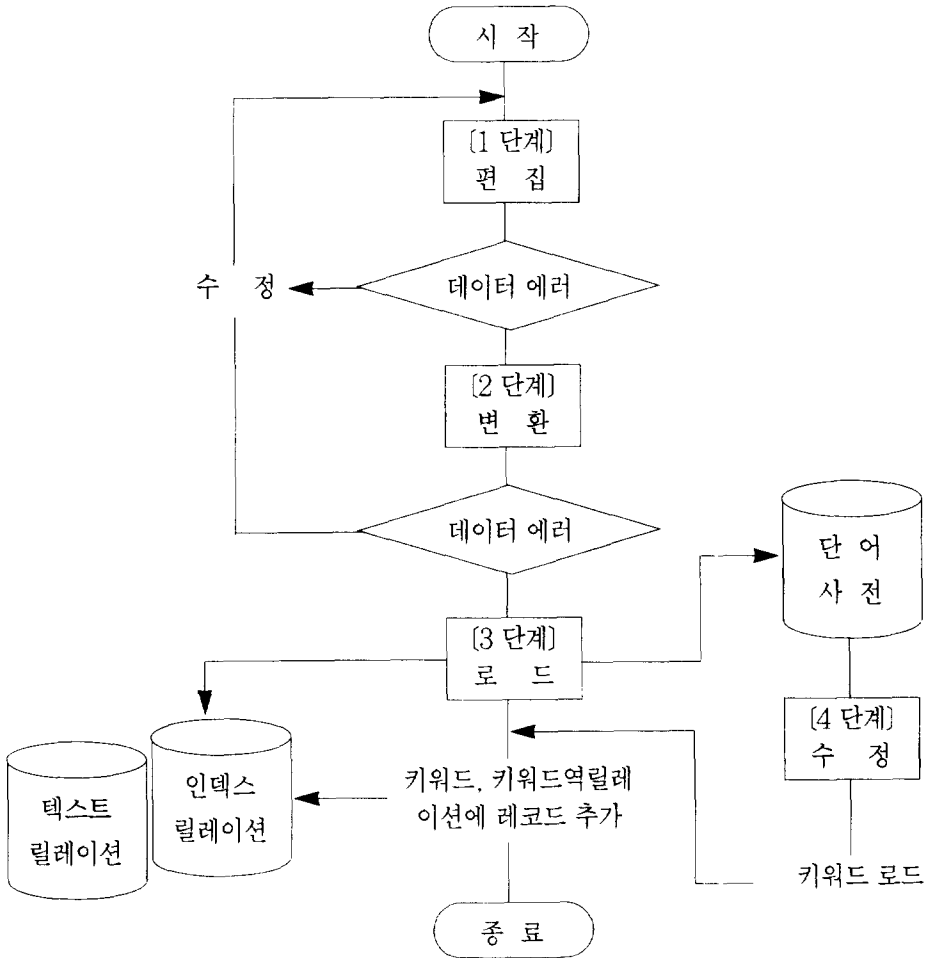 시 작
[1 단계]
편 집
수 정
데이터 에러
[2 단계]
변 환
데이터 에러
단 어
사 전
[3 단계]
로 드
[4 단계]
수 정
인덱스
릴레이션
텍스트
릴레이션
키워드, 키워드역릴레
이션에 레코드 추가
키워드 로드
종 료